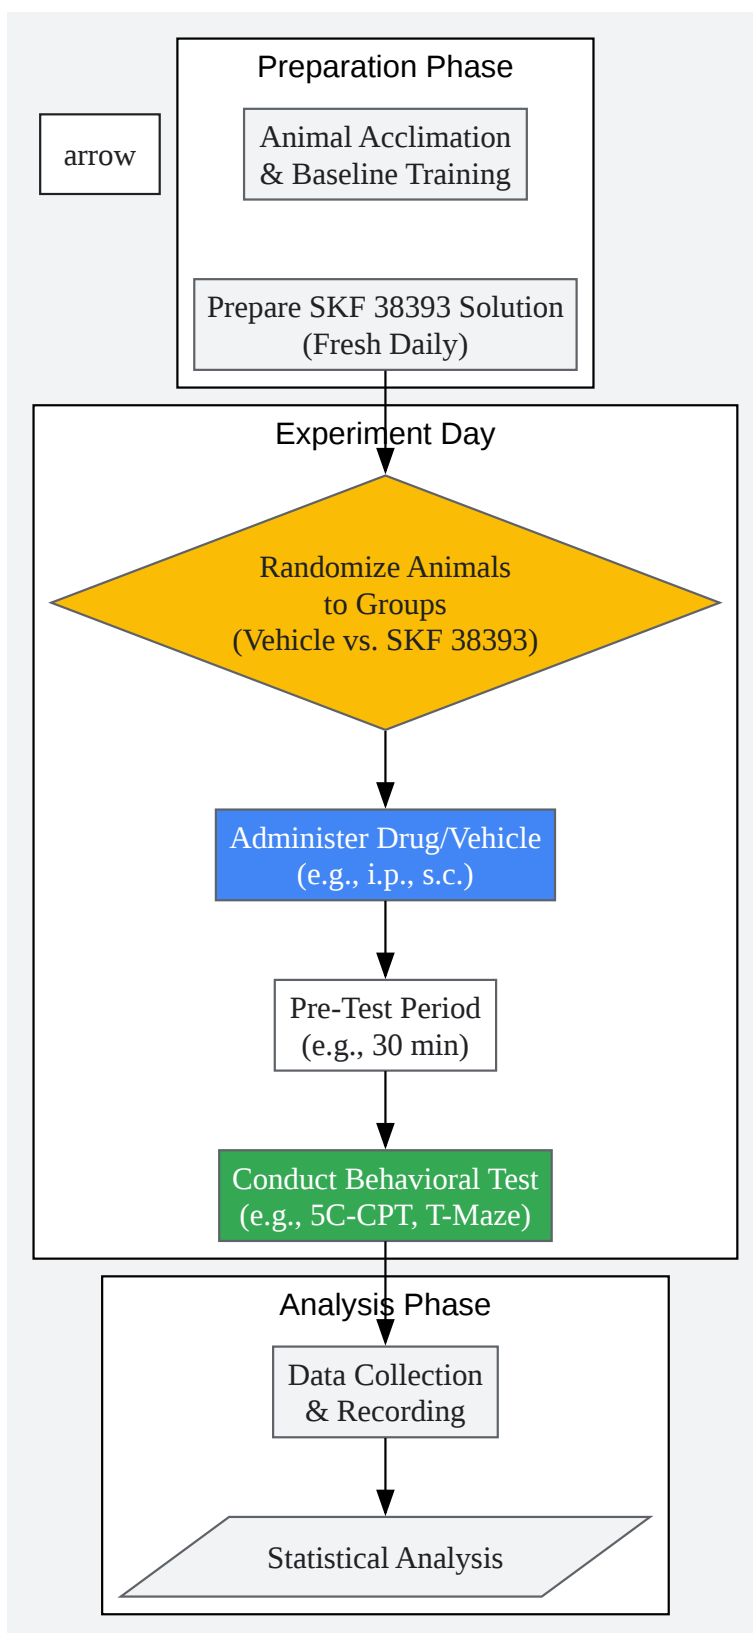 Preparation Phase
arrow
Animal Acclimation
& Baseline Training
Prepare SKF 38393 Solution
(Fresh Daily)
Experiment Day
Randomize Animals
to Groups
(Vehicle vs. SKF 38393)
Administer Drug/Vehicle
(e.g., i.p., s.c.)
Pre-Test Period
(e.g., 30 min)
Conduct Behavioral Test
(e.g., 5C-CPT, T-Maze)
Analysis Phase
Data Collection
& Recording
Statistical Analysis